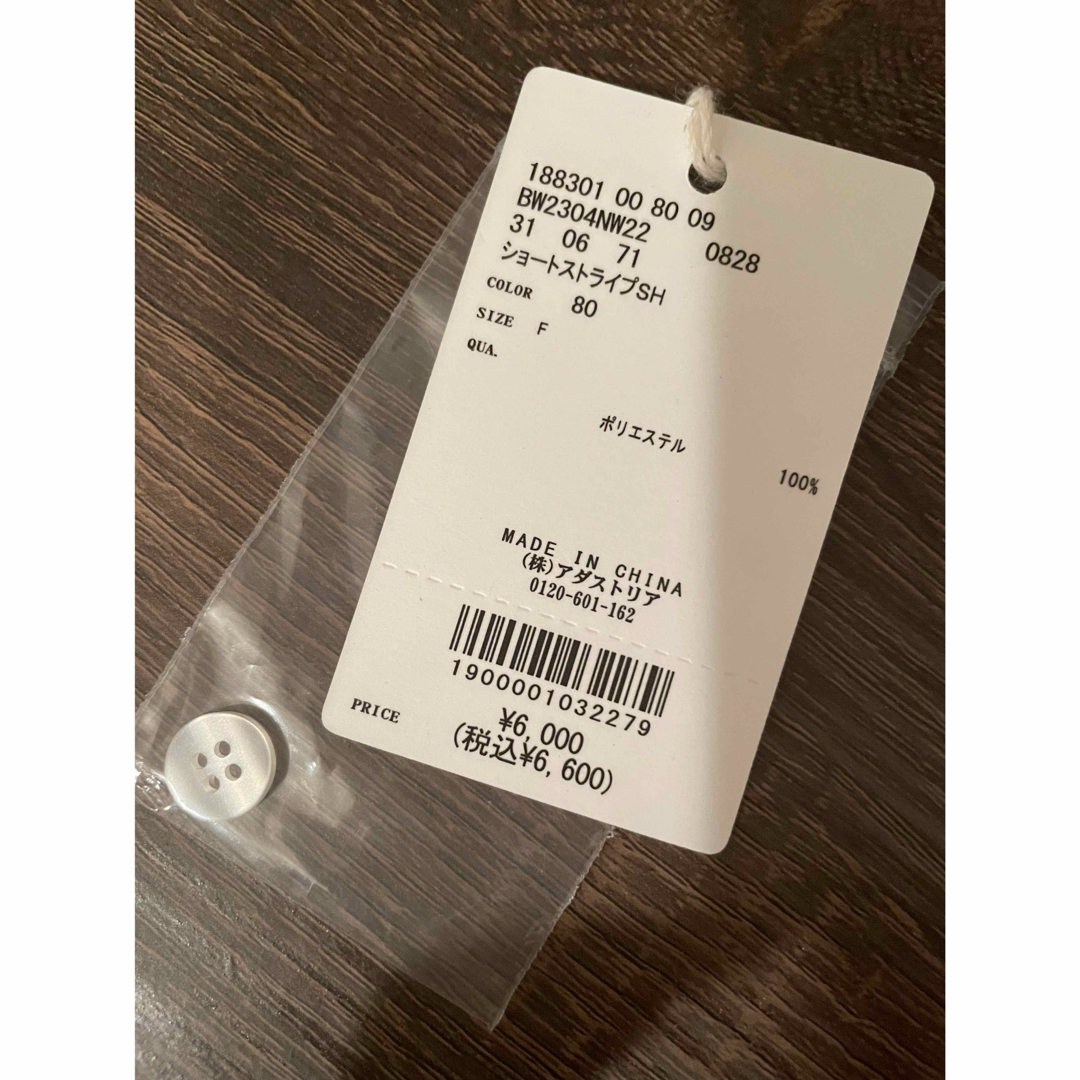 188301 00 80 09
BW2304NW22 0828
31 06 71
ショートストライプSH
COLOR 80
SIZE F
QUA.
ポリエステル 100%
MADE IN CHINA
(株)アダストリア
0120-601-162
1900001032279
PRICE ¥6,000
(税込¥6,600)